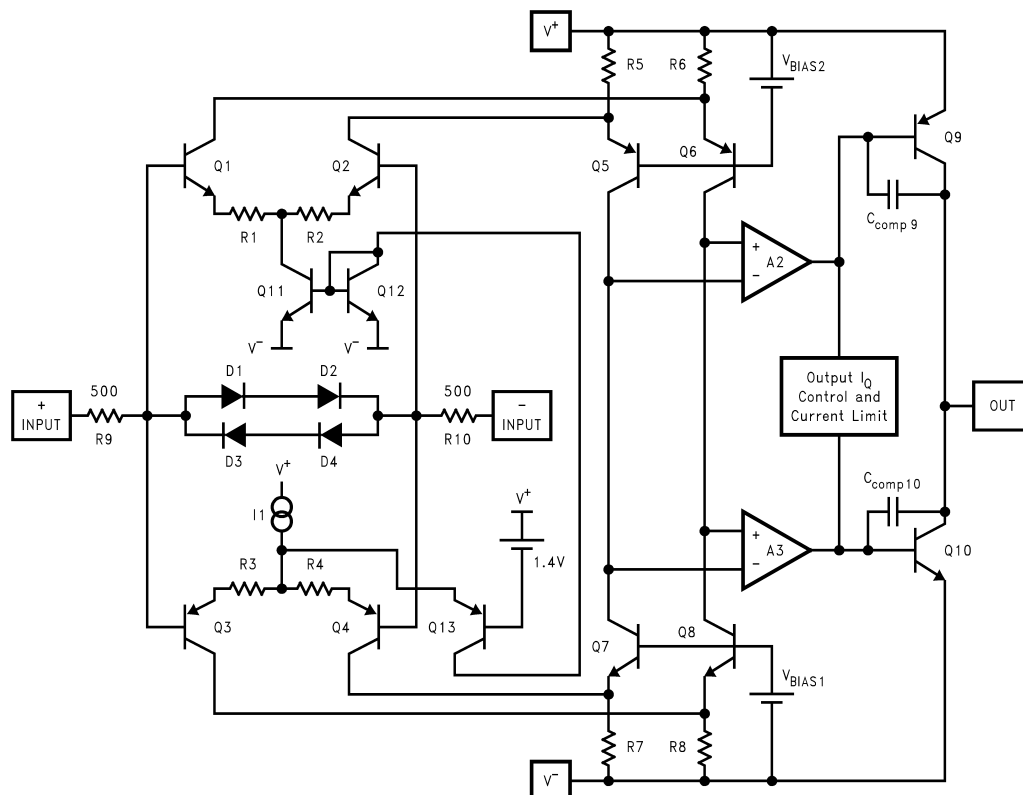 V+
R5
R6
VBIAS2
Q1
Q2
Q5
Q6
Q9
Ccomp 9
R1
R2
+
A2
−
Q11
Q12
V−
V−
D1
D2
500
500
+
INPUT
−
INPUT
R9
R10
D3
D4
Output IQ
Control and
Current Limit
OUT
V+
I1
V+
1.4V
Ccomp10
+
A3
−
R3
R4
Q10
Q3
Q4
Q13
Q7
Q8
VBIAS1
R7
R8
V−